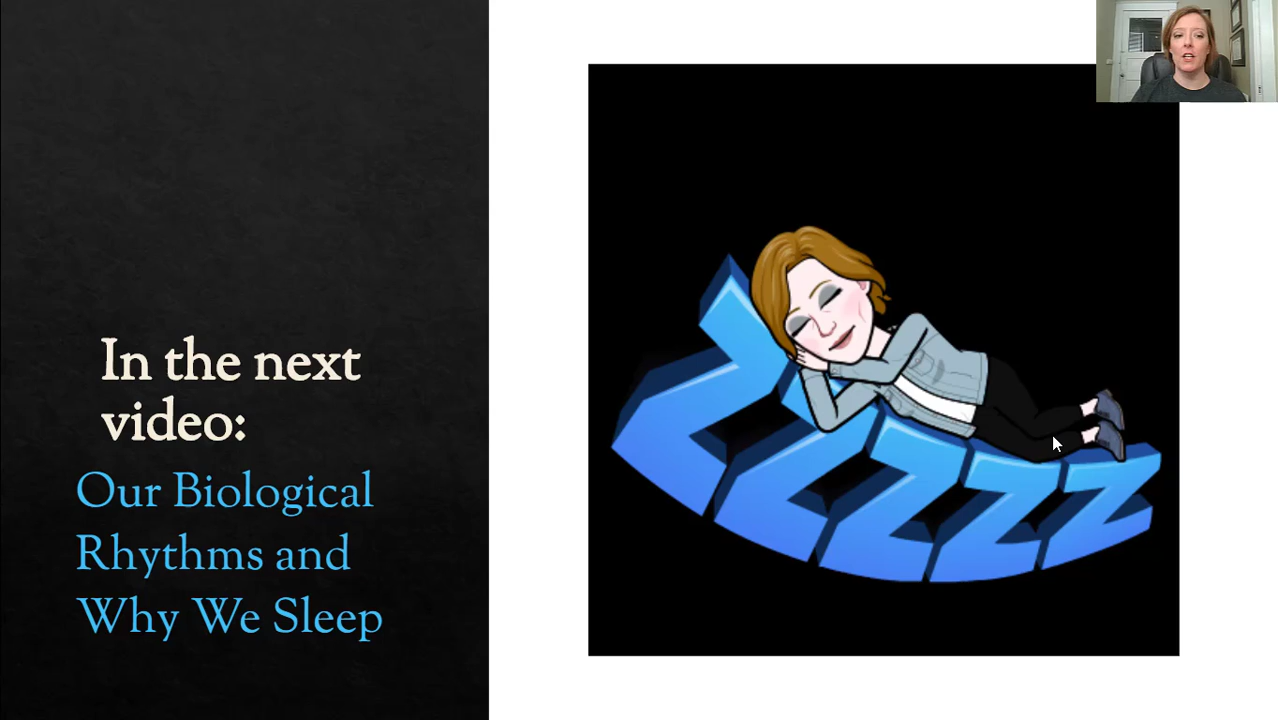 In the next
video:
Our Biological
Rhythms and
Why We Sleep
ZZZZZ